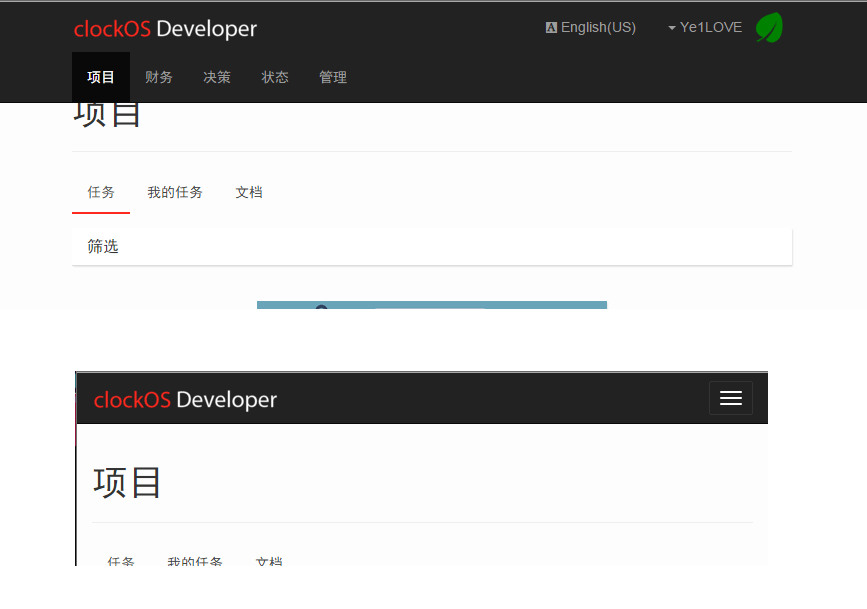 clockOS Developer A English(US) Ye1LOVE
项目 财务 决策 状态 管理
项目
任务 我的任务 文档
筛选
clockOS Developer
项目
任务 我的任务 文档